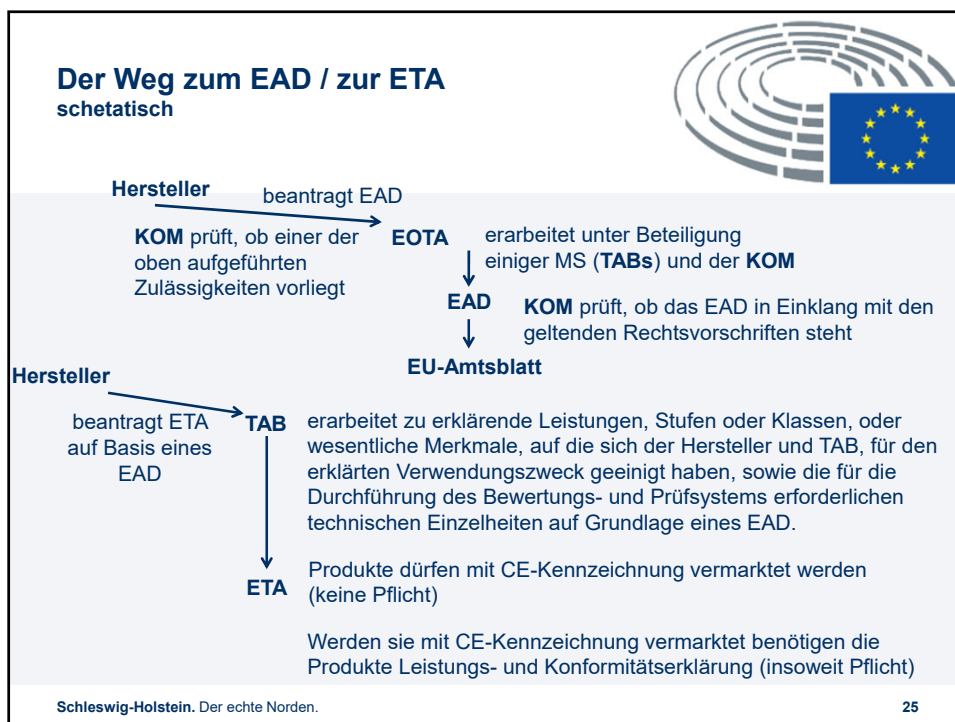 Der Weg zum EAD / zur ETA
schetatisch
Hersteller
beantragt EAD
KOM prüft, ob einer der
oben aufgeführten
Zulässigkeiten vorliegt
EOTA
erarbeitet unter Beteiligung
einiger MS (TABs) und der KOM
EAD
KOM prüft, ob das EAD in Einklang mit den
geltenden Rechtsvorschriften steht
EU-Amtsblatt
Hersteller
beantragt ETA
auf Basis eines
EAD
TAB
erarbeitet zu erklärende Leistungen, Stufen oder Klassen, oder
wesentliche Merkmale, auf die sich der Hersteller und TAB, für den
erklärten Verwendungszweck geeinigt haben, sowie die für die
Durchführung des Bewertungs- und Prüfsystems erforderlichen
technischen Einzelheiten auf Grundlage eines EAD.
ETA
Produkte dürfen mit CE-Kennzeichnung vermarktet werden
(keine Pflicht)
Werden sie mit CE-Kennzeichnung vermarktet benötigen die
Produkte Leistungs- und Konformitätserklärung (insoweit Pflicht)
Schleswig-Holstein. Der echte Norden.
25